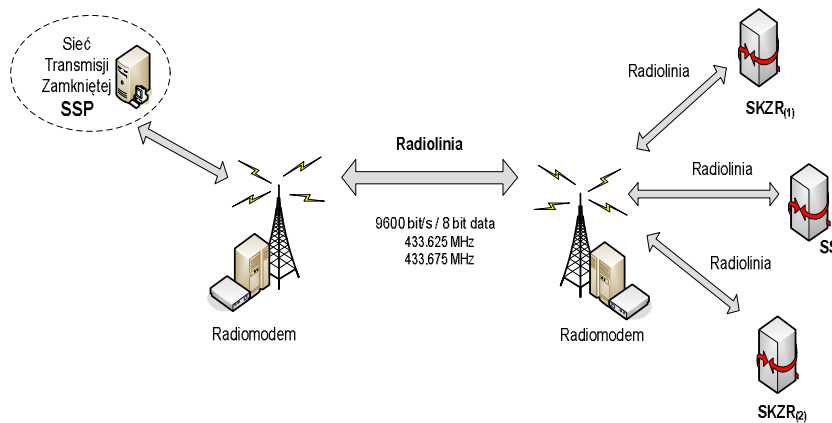 Sieć
Transmisji
Zamkniętej
SSP
Radiolinia
9600 bit/s / 8 bit data
433.625 MHz
433,675 MHz
Radiomodem
Radiomodem
Radiolinia
SKZR(1)
Radiolinia
SS
Radiolinia
SKZR(2)